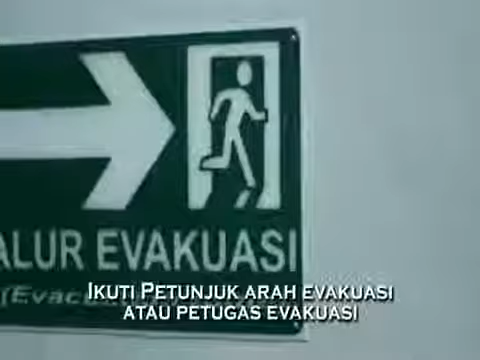 ALUR EVAKUASI
IKUTI PETUNJUK ARAH EVAKUASI
ATAU PETUGAS EVAKUASI